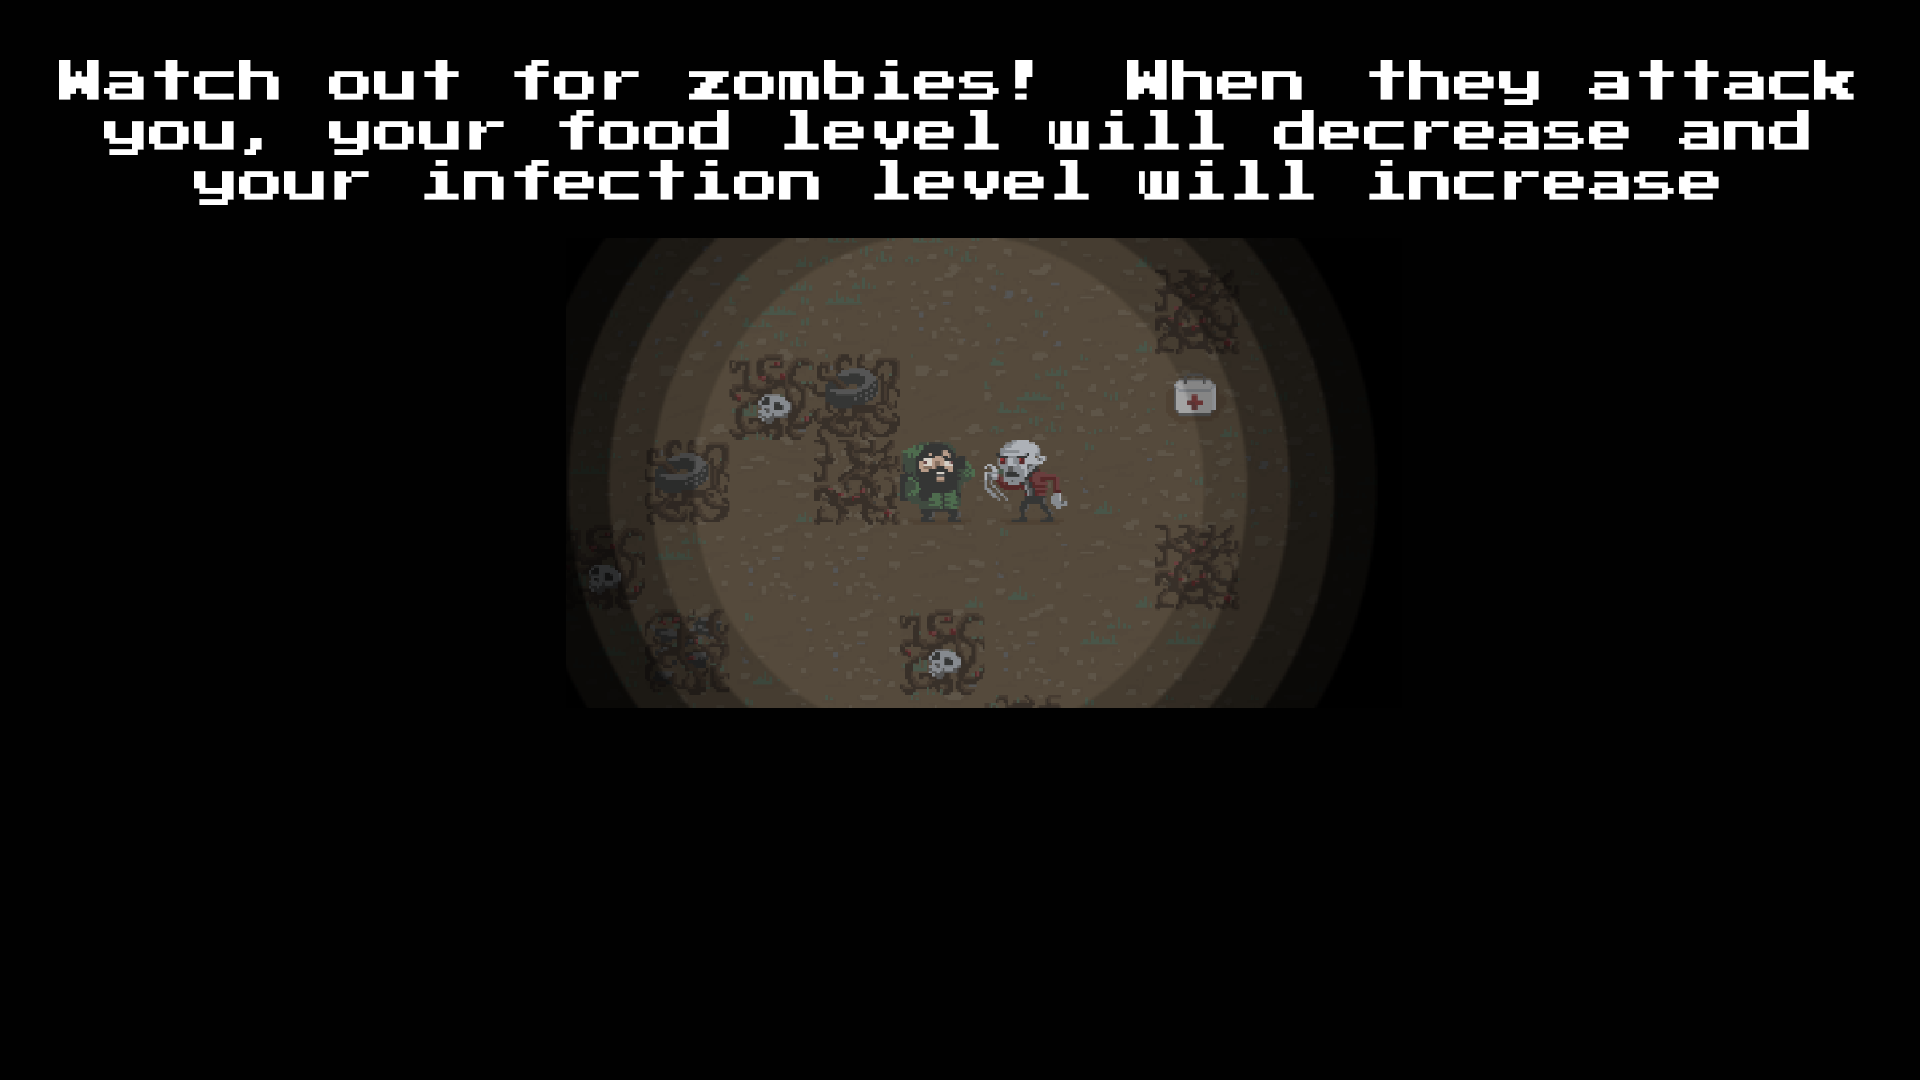 Watch out for zombies!  When they attack
you, your food level will decrease and
your infection level will increase